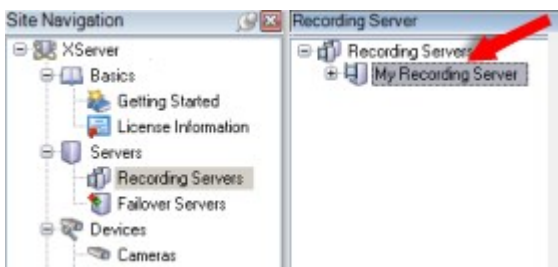 Site Navigation
XServer
Basics
Getting Started
License Information
Servers
Recording Servers
Failover Servers
Devices
Cameras
Recording Server
Recording Servers
My Recording Server